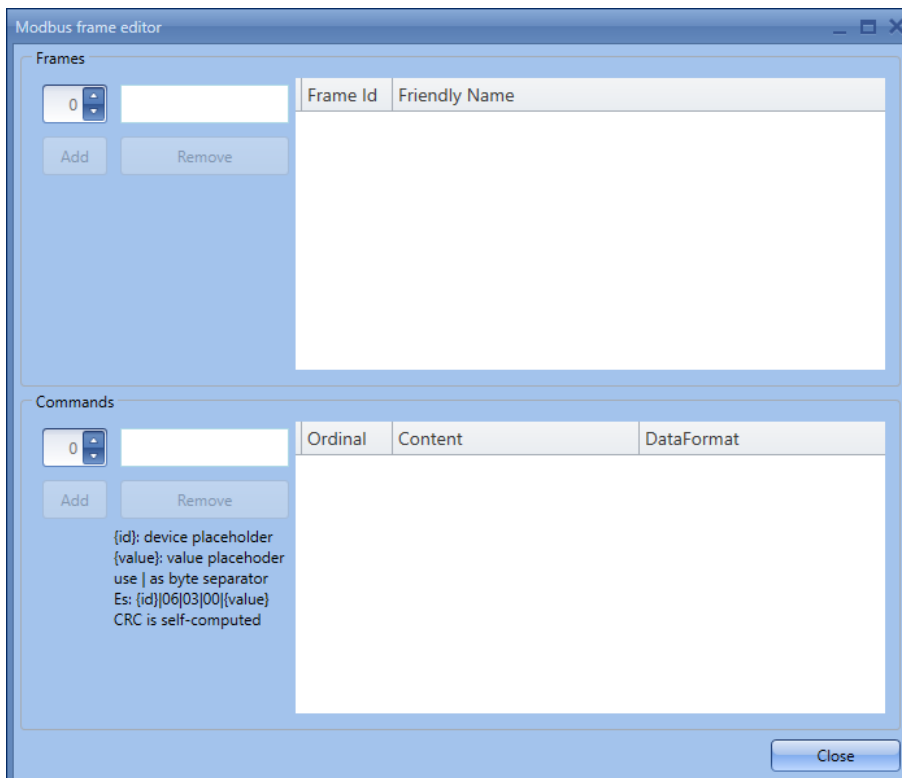 Modbus frame editor
Frames
0
Frame Id Friendly Name
Add Remove
Commands
0
Ordinal Content DataFormat
Add Remove
{id}: device placeholder
{value}: value placehoder
use | as byte separator
Es: {id}|06|03|00|{value}
CRC is self-computed
Close